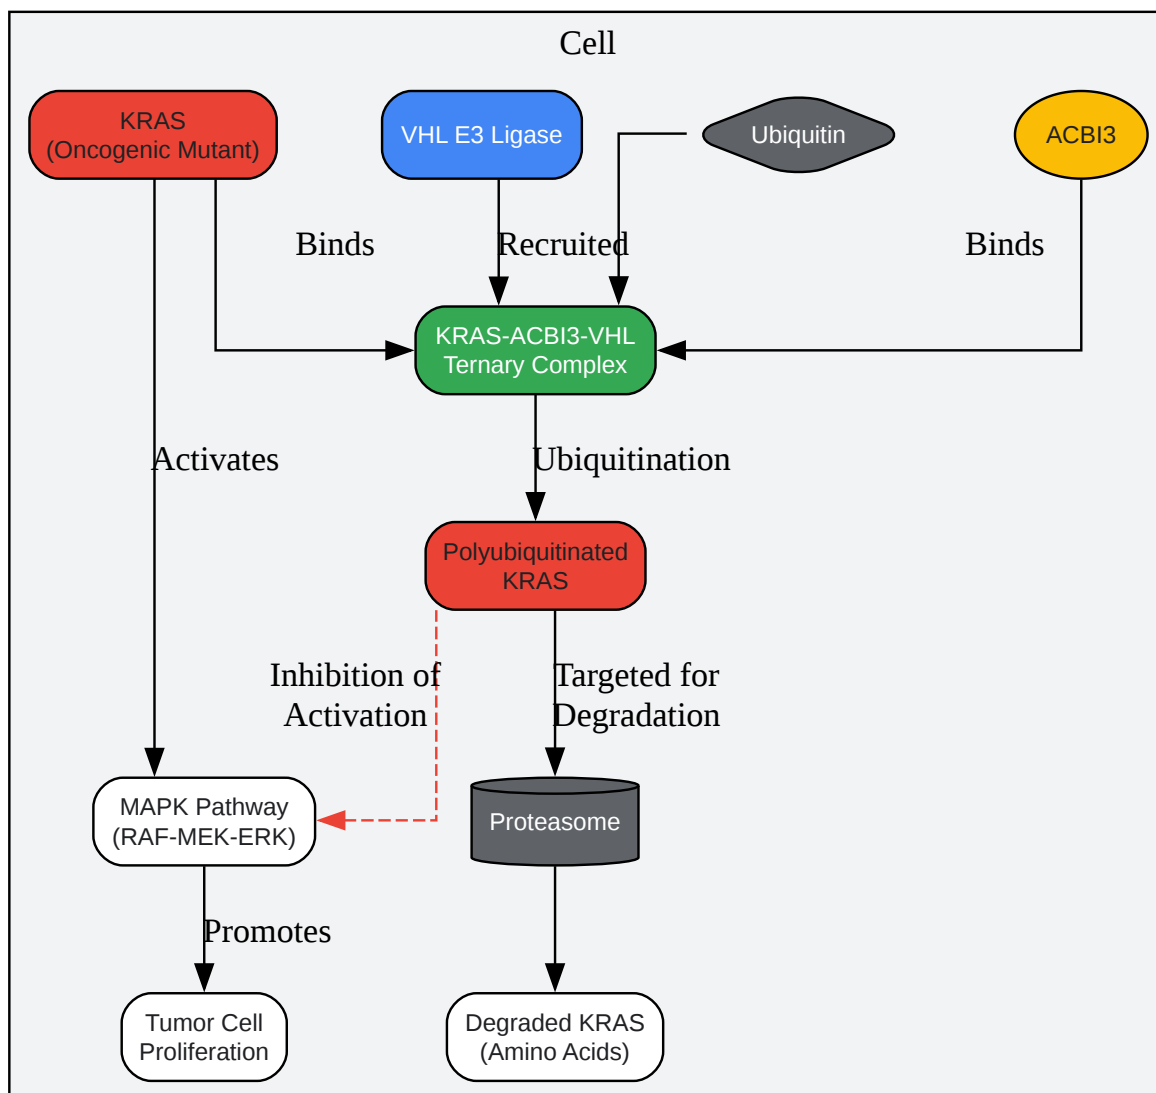 Cell
KRAS
(Oncogenic Mutant)
VHL E3 Ligase
Ubiquitin
ACBI3
Binds
Recruited
Binds
KRAS-ACBI3-VHL
Ternary Complex
Activates
Ubiquitination
Polyubiquitinated
KRAS
Inhibition of
Activation
Targeted for
Degradation
MAPK Pathway
(RAF-MEK-ERK)
Proteasome
Promotes
Tumor Cell
Proliferation
Degraded KRAS
(Amino Acids)